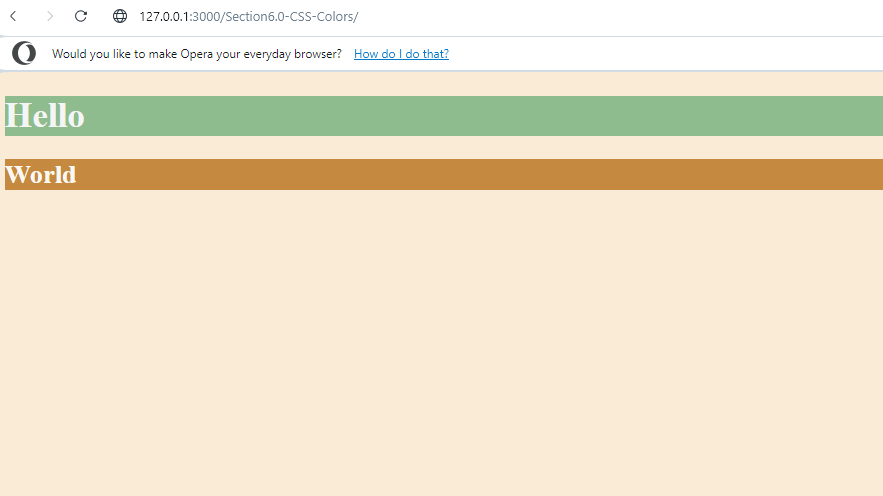 127.0.0.1:3000/Section6.0-CSS-Colors/
Would you like to make Opera your everyday browser? How do I do that?
Hello
World